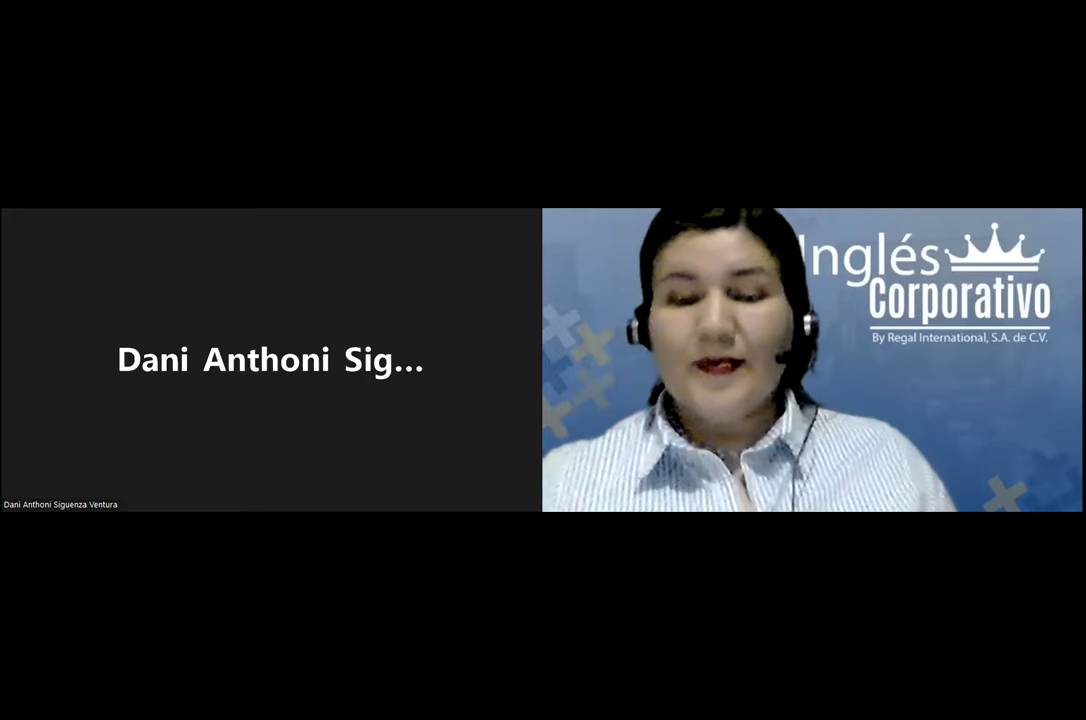 Dani Anthoni Sig...
Dani Anthoni Siguenza Ventura
Inglés
Corporativo
By Regal International, S.A. de C.V.